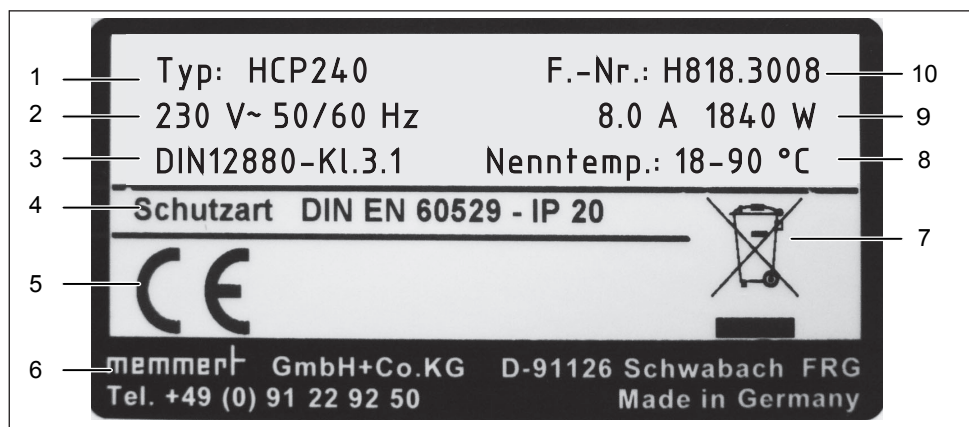 1 Typ: HCP240 F.-Nr.: H818.3008 10
2 230 V~ 50/60 Hz 8.0 A 1840 W 9
3 DIN12880-Kl.3.1 Nenntemp.: 18-90 °C 8
4 Schutzart DIN EN 60529 - IP 20
7
5 CE
6 memmert GmbH+Co.KG D-91126 Schwabach FRG
Tel. +49 (0) 91 22 92 50 Made in Germany